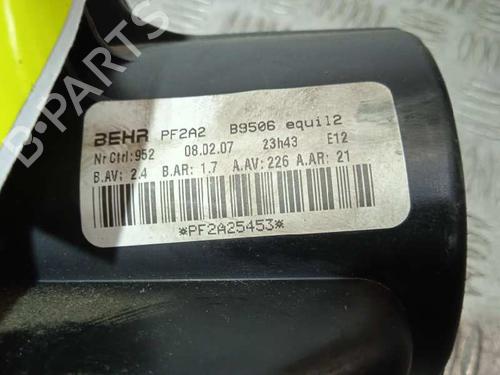 BEHR PF2A2 B9506 equil2
Nr Ctrl:952 08.02.07 23h43 E12
B.AV: 2.4 B.AR: 1.7 A.AV: 226 A.AR: 21
*PF2A25453*
B-PARTS